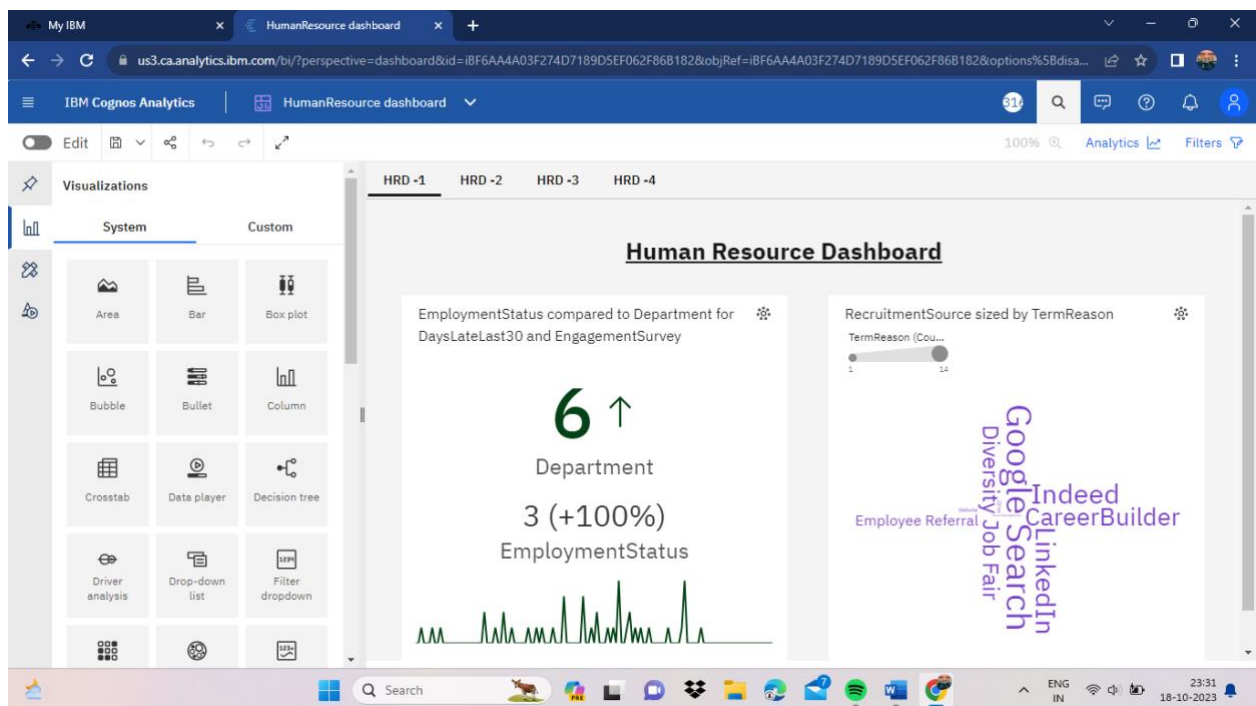 My IBM
HumanResource dashboard
us3.ca.analytics.ibm.com/bi/?perspective=dashboard&id=iBF6AA4A03F274D7189D5EF062F86B182&objRef=iBF6AA4A03F274D7189D5EF062F86B182&options%5Bdisa...
IBM Cognos Analytics
HumanResource dashboard
Edit
100%
Analytics
Filters
Visualizations
HRD -1 HRD -2 HRD -3 HRD -4
System Custom
Human Resource Dashboard
Area Bar Box plot
Bubble Bullet Column
Crosstab Data player Decision tree
Driver analysis
Drop-down list
Filter dropdown
EmploymentStatus compared to Department for
DaysLateLast30 and EngagementSurvey
6
Department
3 (+100%)
EmploymentStatus
RecruitmentSource sized by TermReason
TermReason (Cou...
1 14
Google Search
Diversity Job Fair
Indeed
CareerBuilder
Employee Referral
LinkedIn
Search
PRE
7
ENG
IN
23:31
18-10-2023